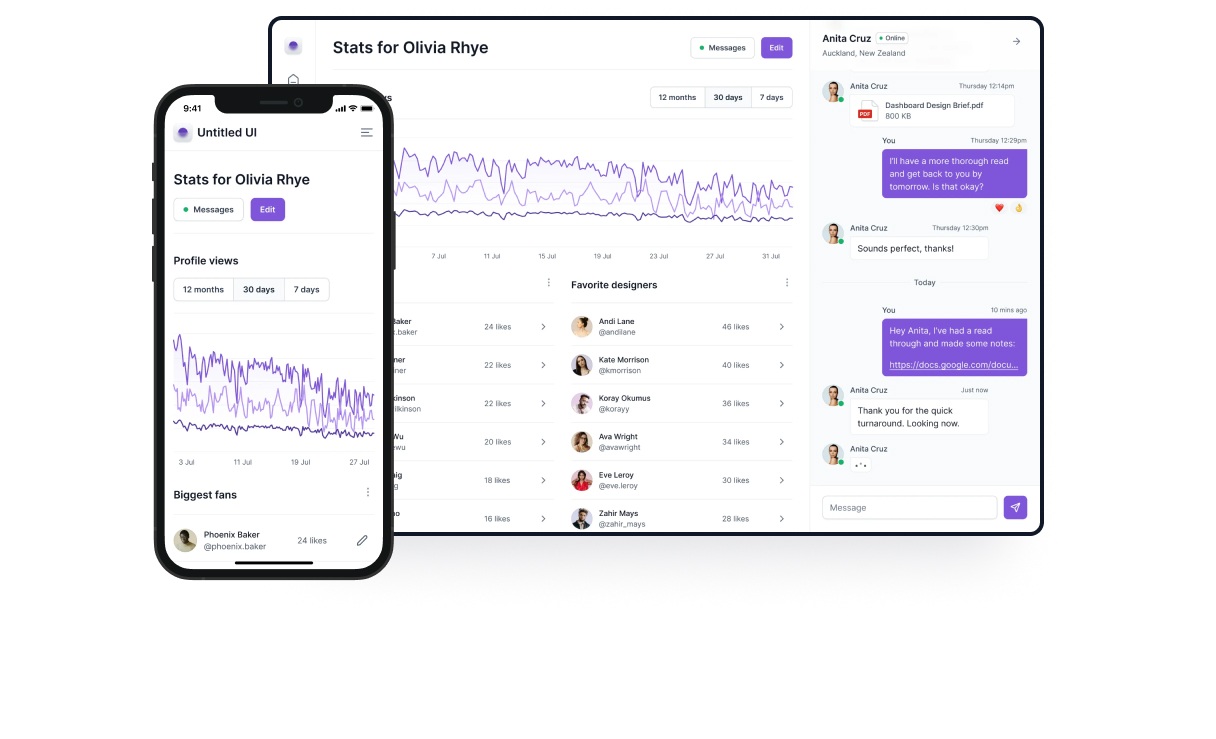 9:41
Untitled UI
Stats for Olivia Rhye
Messages
Edit
Profile views
12 months
30 days
7 days
3 Jul
11 Jul
19 Jul
27 Jul
Biggest fans
Phoenix Baker
@phoenix.baker
24 likes
Stats for Olivia Rhye
Messages
Edit
12 months
30 days
7 days
7 Jul
11 Jul
15 Jul
19 Jul
23 Jul
27 Jul
31 Jul
Baker
.baker
24 likes
22 likes
22 likes
Wu
20 likes
18 likes
16 likes
Favorite designers
Andi Lane
@andilane
46 likes
Kate Morrison
@kmorrison
40 likes
Koray Okumus
@korayy
36 likes
Ava Wright
@avawright
34 likes
Eve Leroy
@eve.leroy
30 likes
Zahir Mays
@zahir_mays
28 likes
Anita Cruz
Online
Auckland, New Zealand
Anita Cruz
Thursday 12:14pm
PDF
Dashboard Design Brief.pdf
800 KB
You
Thursday 12:29pm
I'll have a more thorough read
and get back to you by
tomorrow. Is that okay?
Anita Cruz
Thursday 12:30pm
Sounds perfect, thanks!
Today
You
10 mins ago
Hey Anita, I've had a read
through and made some notes:
https://docs.google.com/docu...
Anita Cruz
Just now
Thank you for the quick
turnaround. Looking now.
Anita Cruz
Message